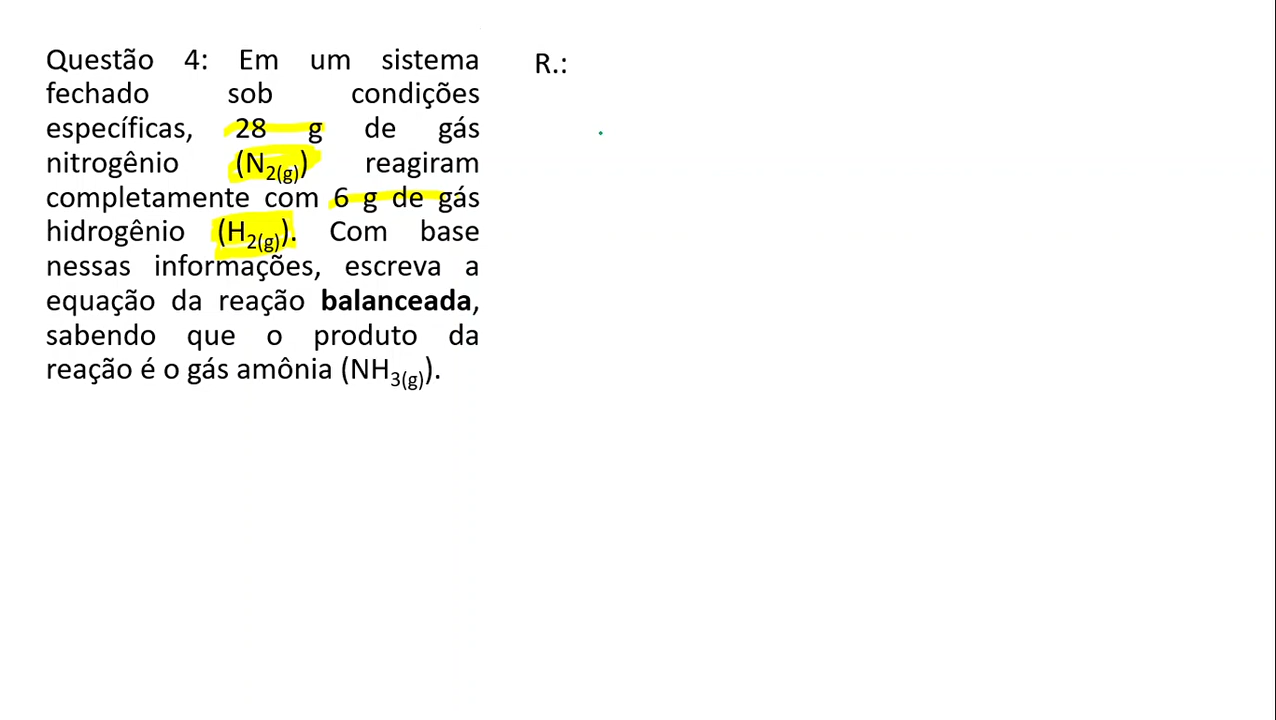 Questão 4: Em um sistema
fechado sob condições
específicas, 28 g de gás
nitrogênio (N₂₍g₎) reagiram
completamente com 6 g de gás
hidrogênio (H₂₍g₎). Com base
nessas informações, escreva a
equação da reação balanceada,
sabendo que o produto da
reação é o gás amônia (NH₃₍g₎).
R.: